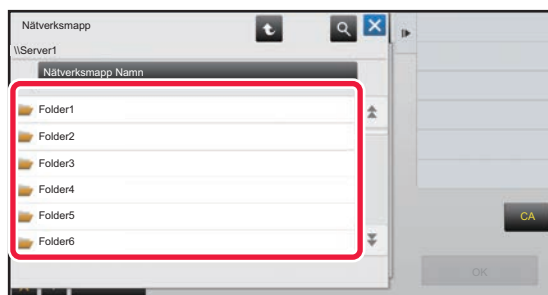 Nätverksmapp
\\Server1
Nätverksmapp Namn
Folder1
Folder2
Folder3
Folder4
Folder5
Folder6
CA
OK